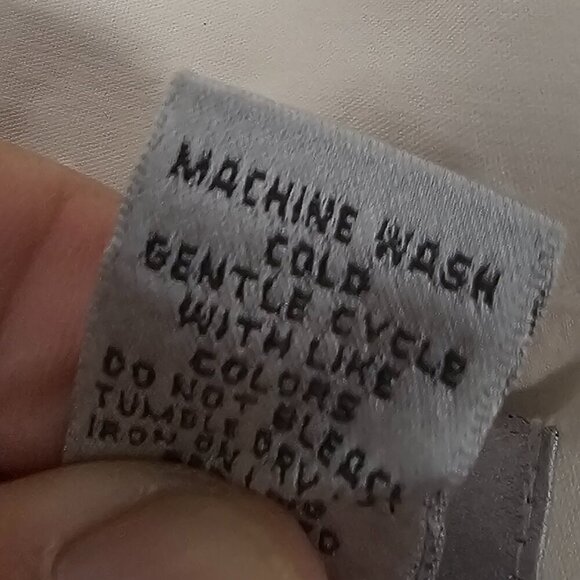 MACHINE WASH
COLD
GENTLE CYCLE
WITH LIKE
COLORS
DO NOT BLEACH
TUMBLE DRY
IRON ON